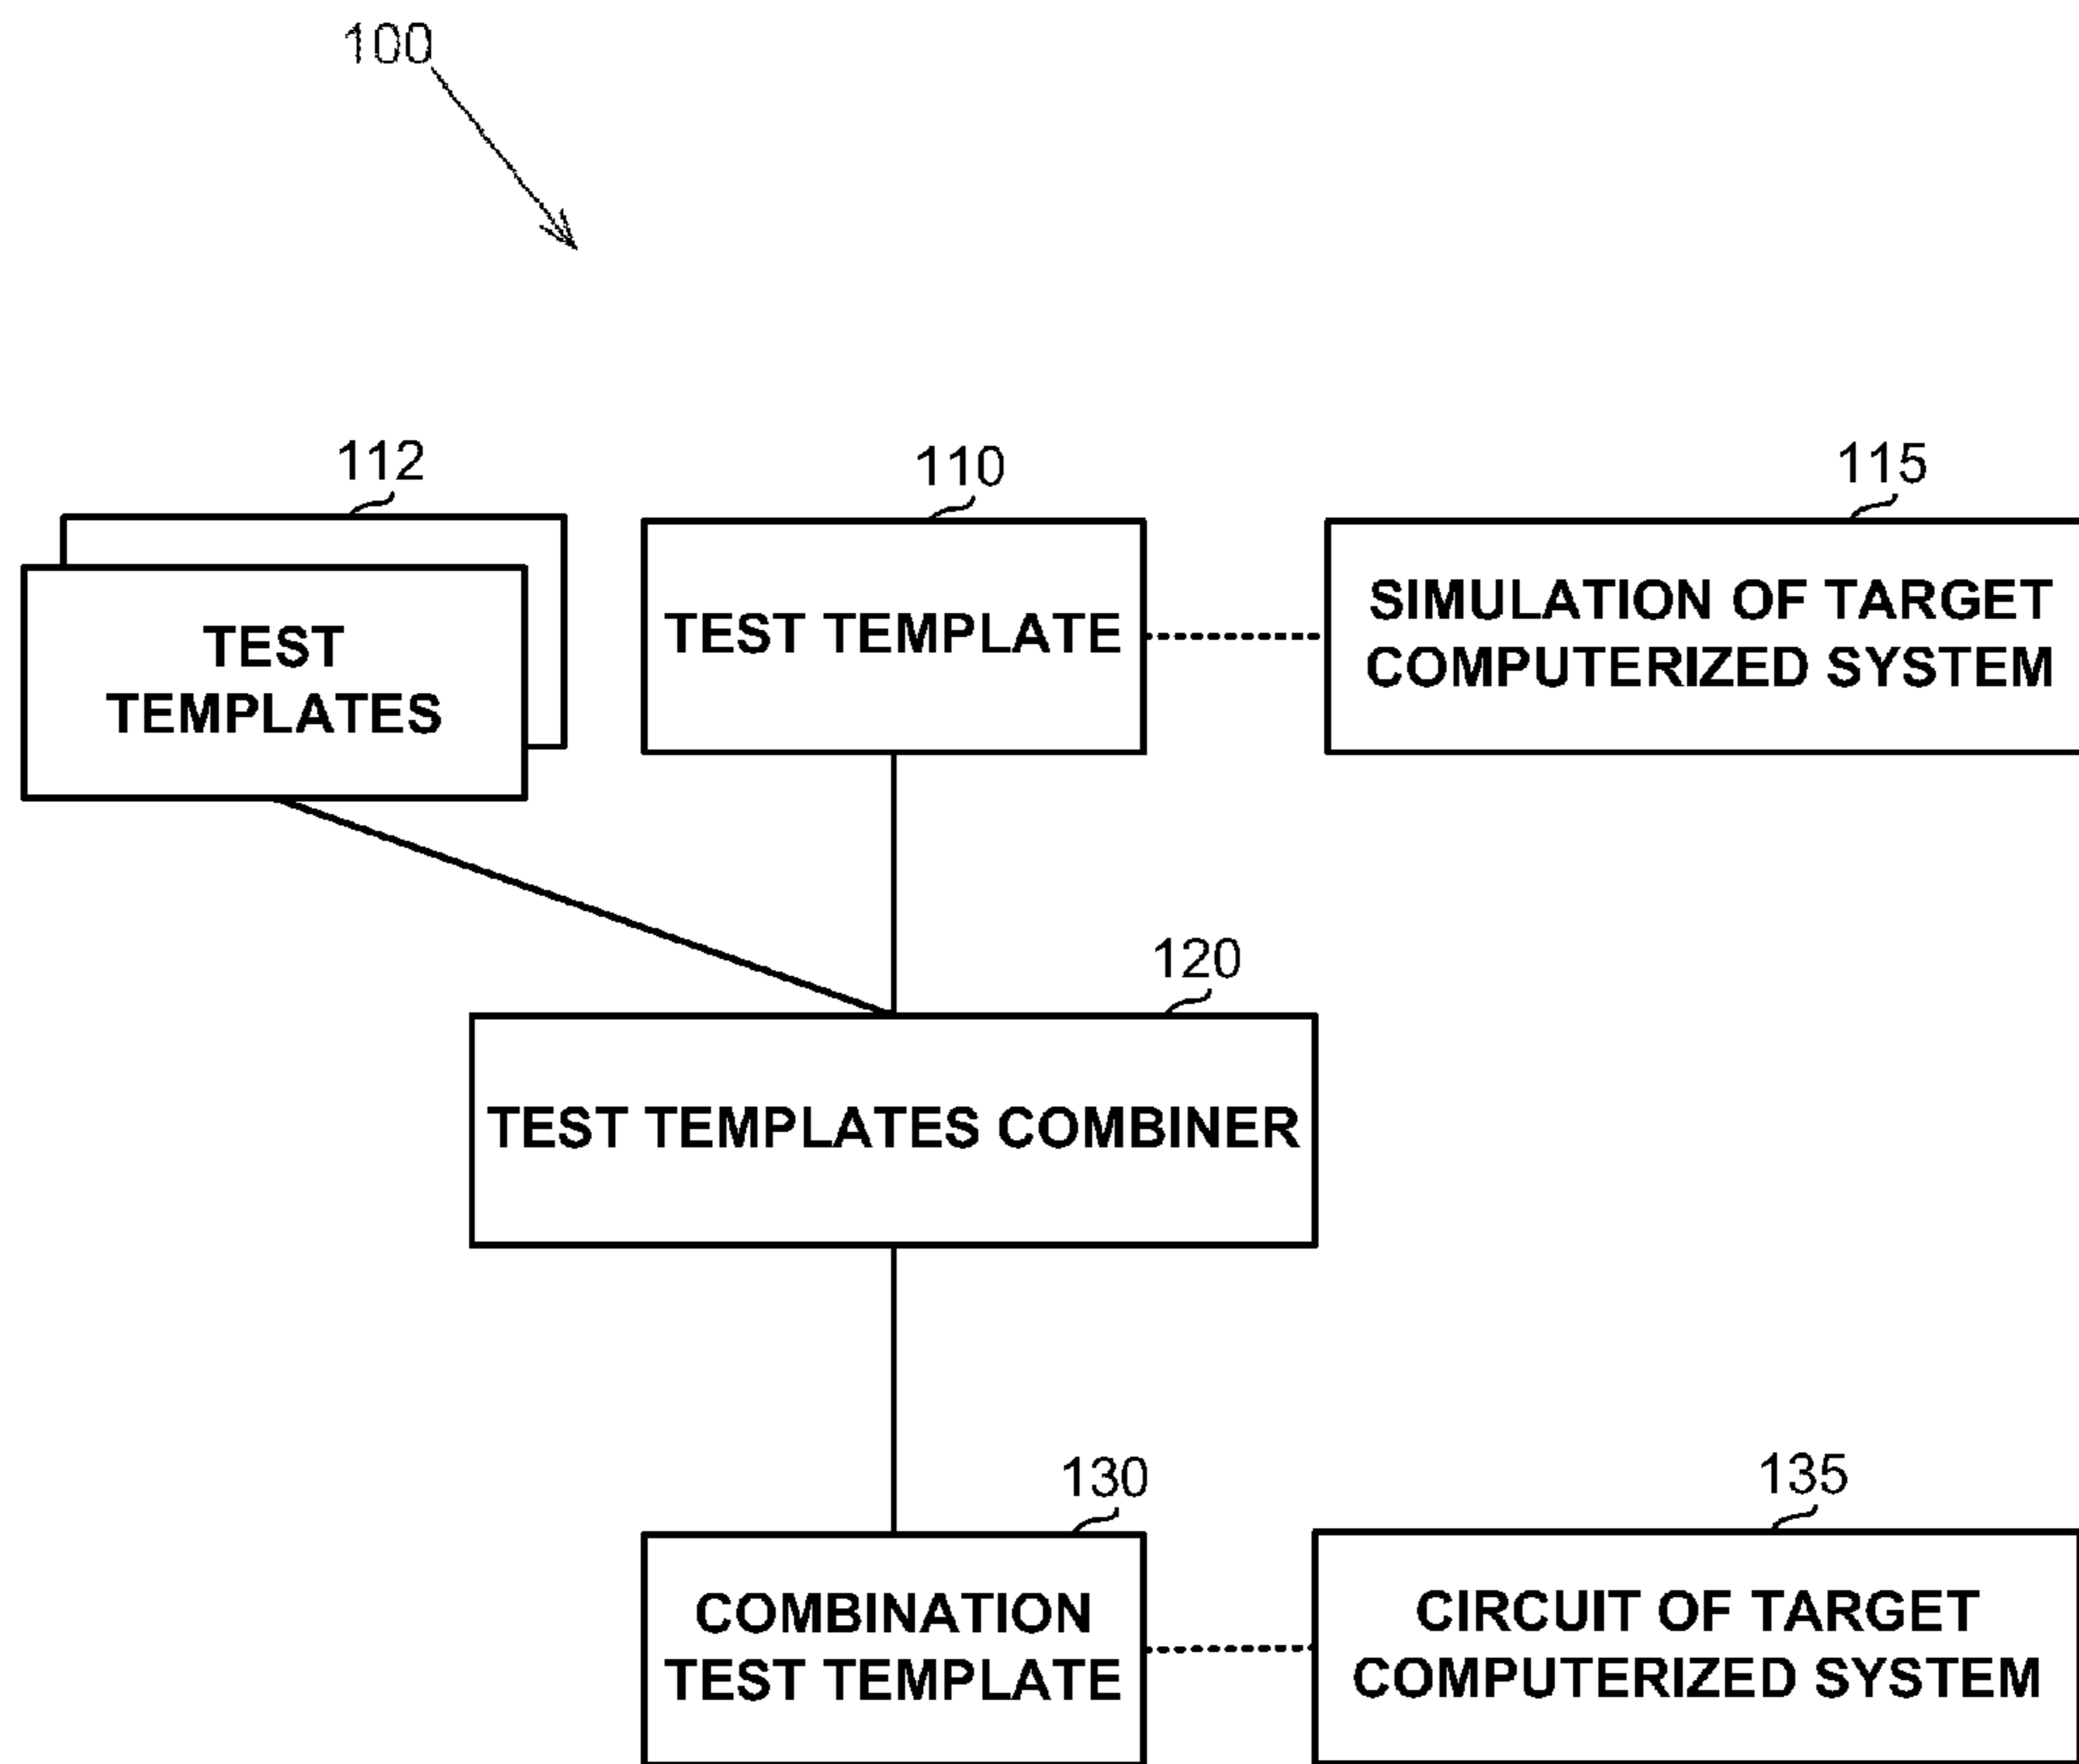 100
112
110
115
TEST
TEMPLATES
TEST TEMPLATE
SIMULATION OF TARGET
COMPUTERIZED SYSTEM
120
TEST TEMPLATES COMBINER
130
135
COMBINATION
TEST TEMPLATE
CIRCUIT OF TARGET
COMPUTERIZED SYSTEM